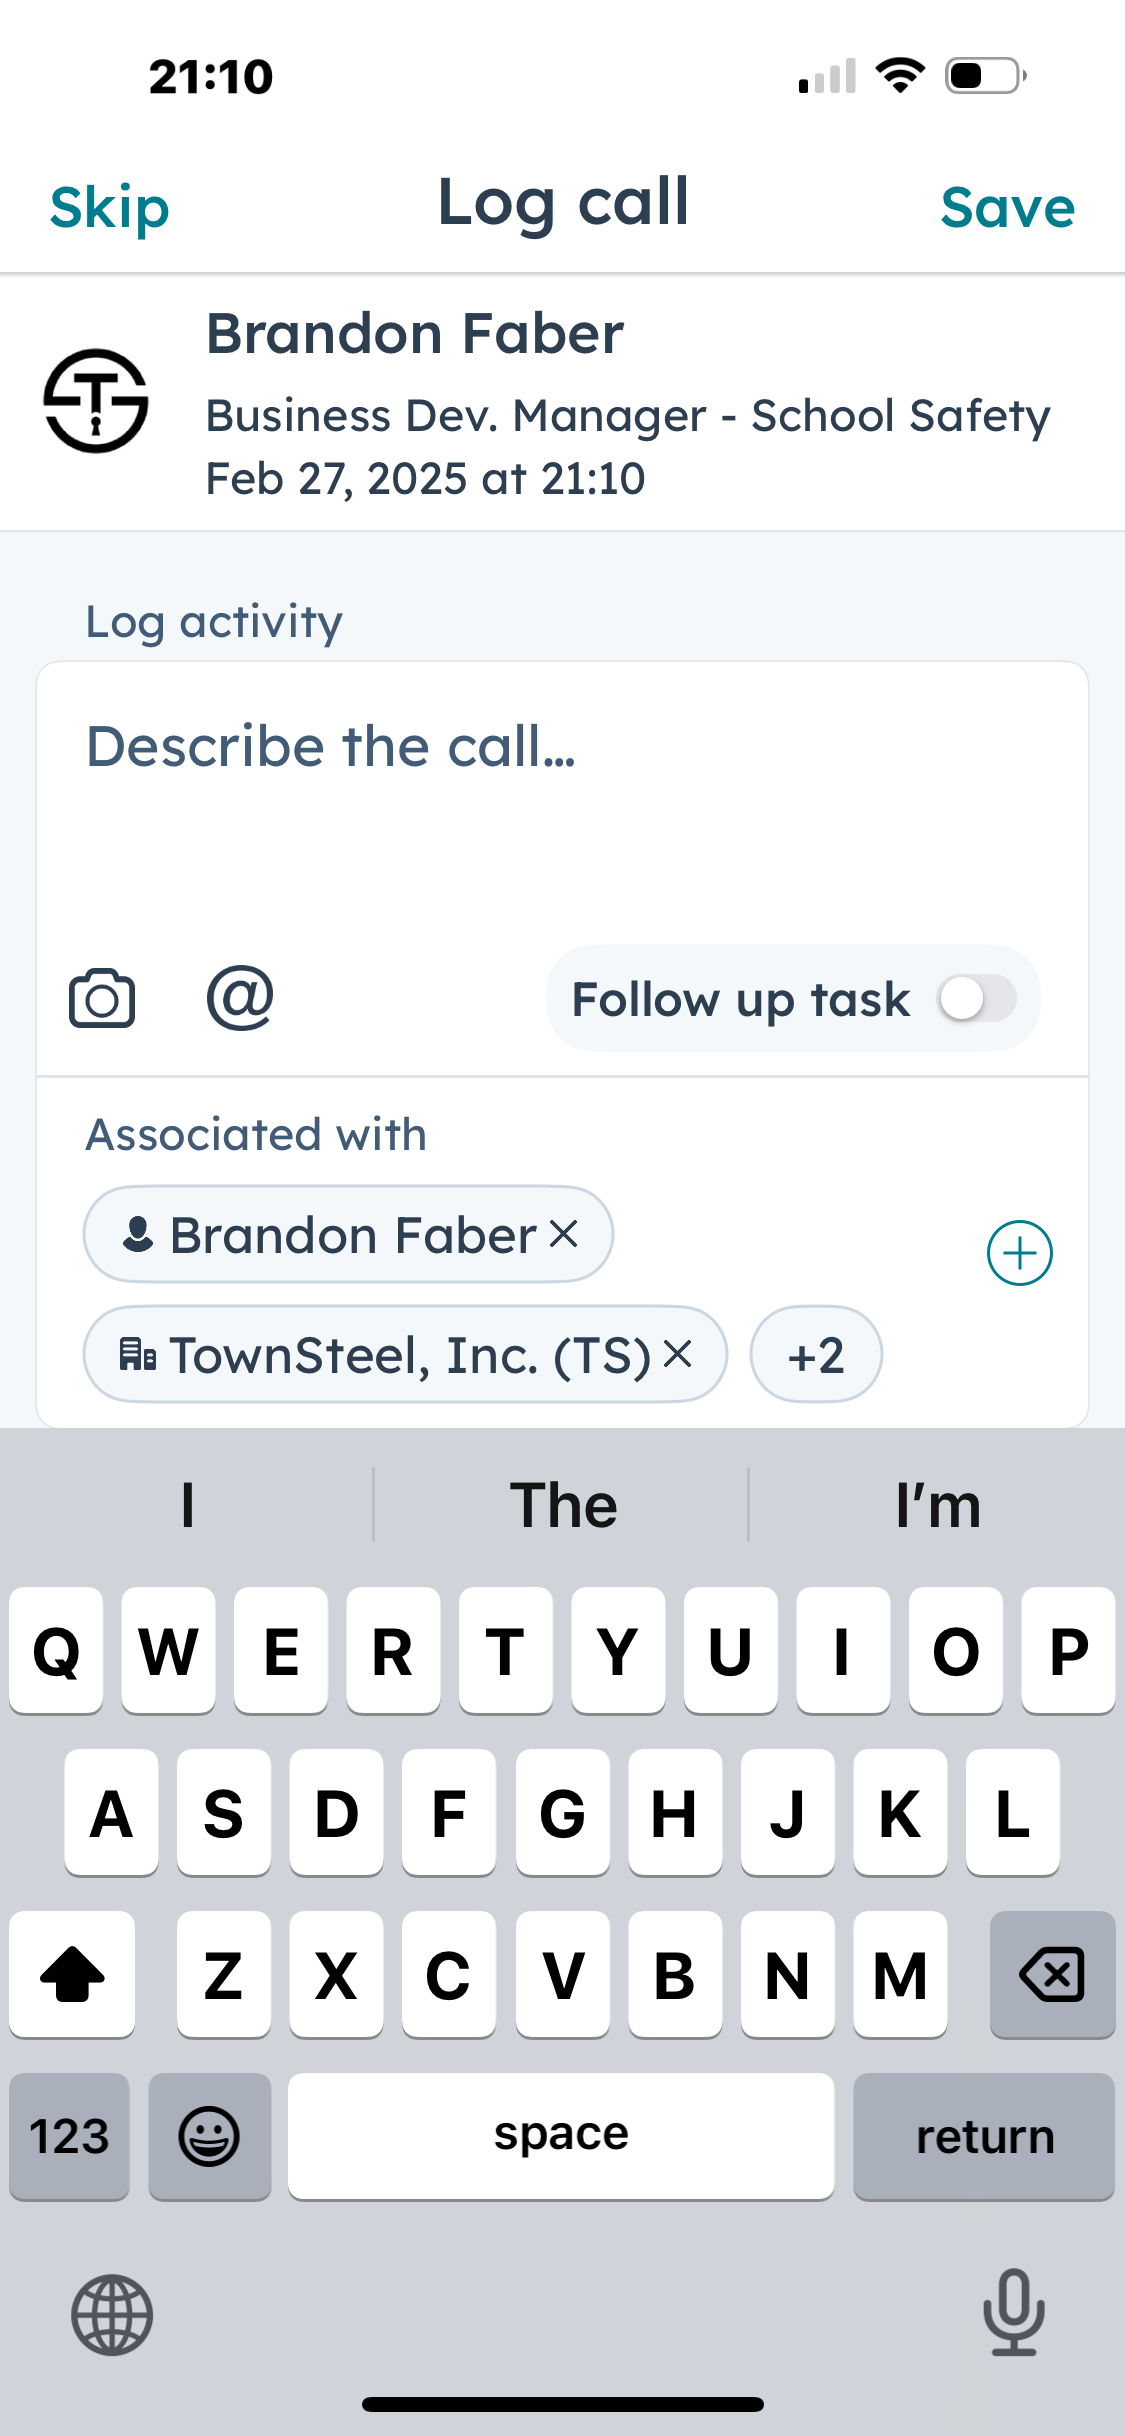 21:10
Skip
Log call
Save
Brandon Faber
Business Dev. Manager - School Safety
Feb 27, 2025 at 21:10
Log activity
Describe the call…
@
Follow up task
Associated with
Brandon Faber
TownSteel, Inc. (TS)
+2
I
The
I'm
Q W E R T Y U I O P
A S D F G H J K L
Z X C V B N M
123
space
return